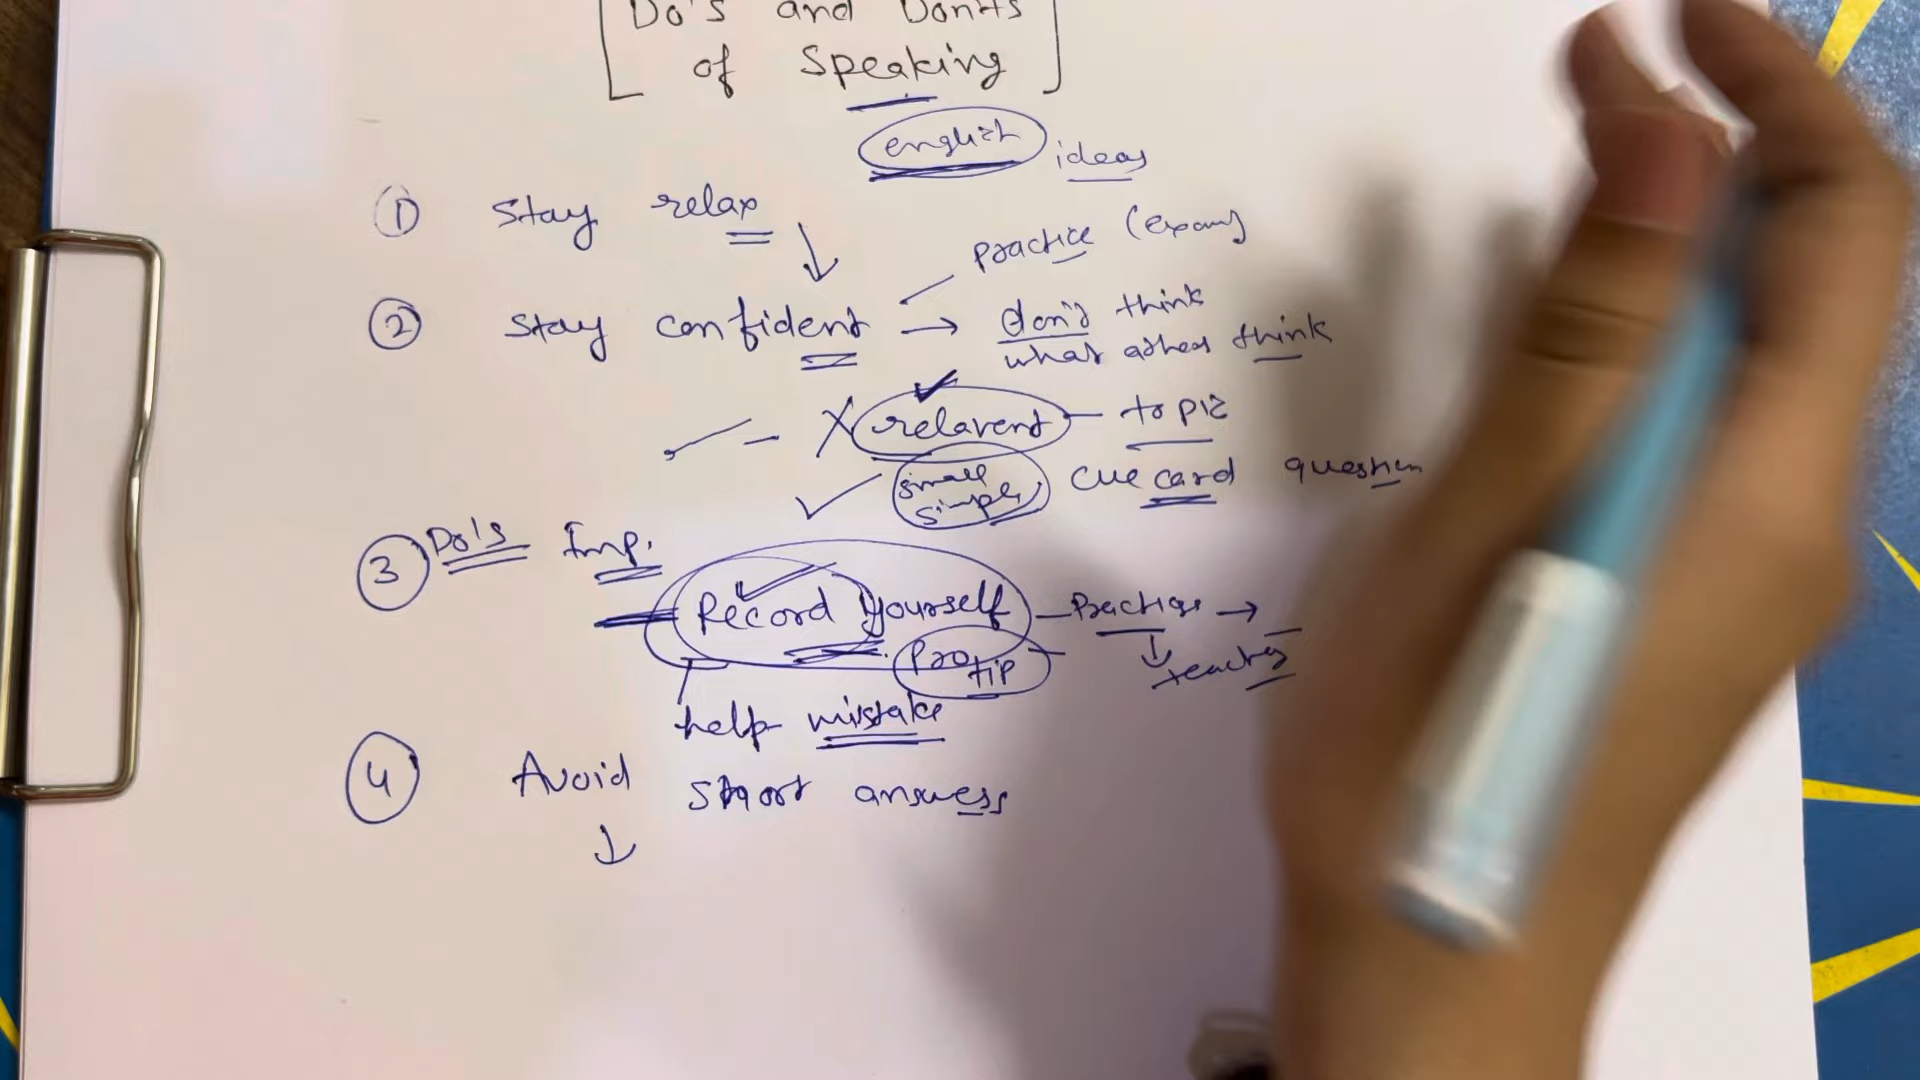 Do's and Don'ts
of Speaking
english ideas
① Stay relax
practice (exam)
② Stay confident → don't think
what others think
X relavent - topic
small
simple cue card question
③ Do's Imp.
Record yourself - Practice →
Pro tip
↓ teacher
help mistake
④ Avoid short answers
↓